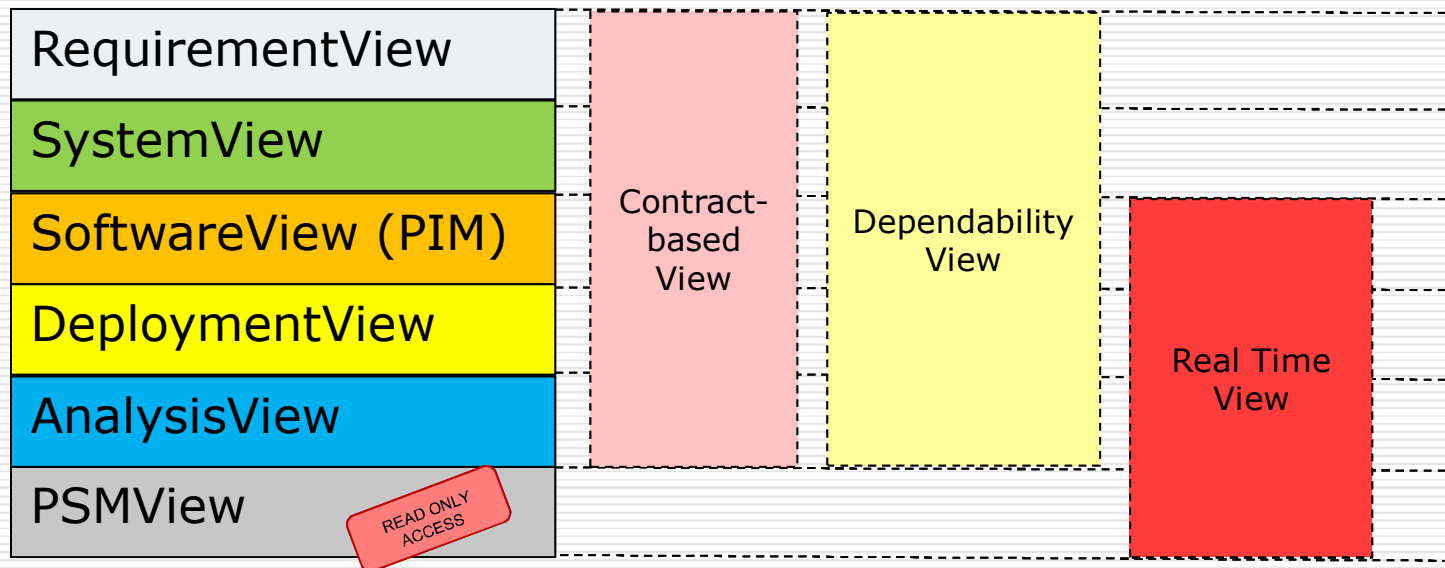 RequirementView
SystemView
SoftwareView (PIM)
DeploymentView
AnalysisView
PSMView
READ ONLY
ACCESS
Contract-
based
View
Dependability
View
Real Time
View